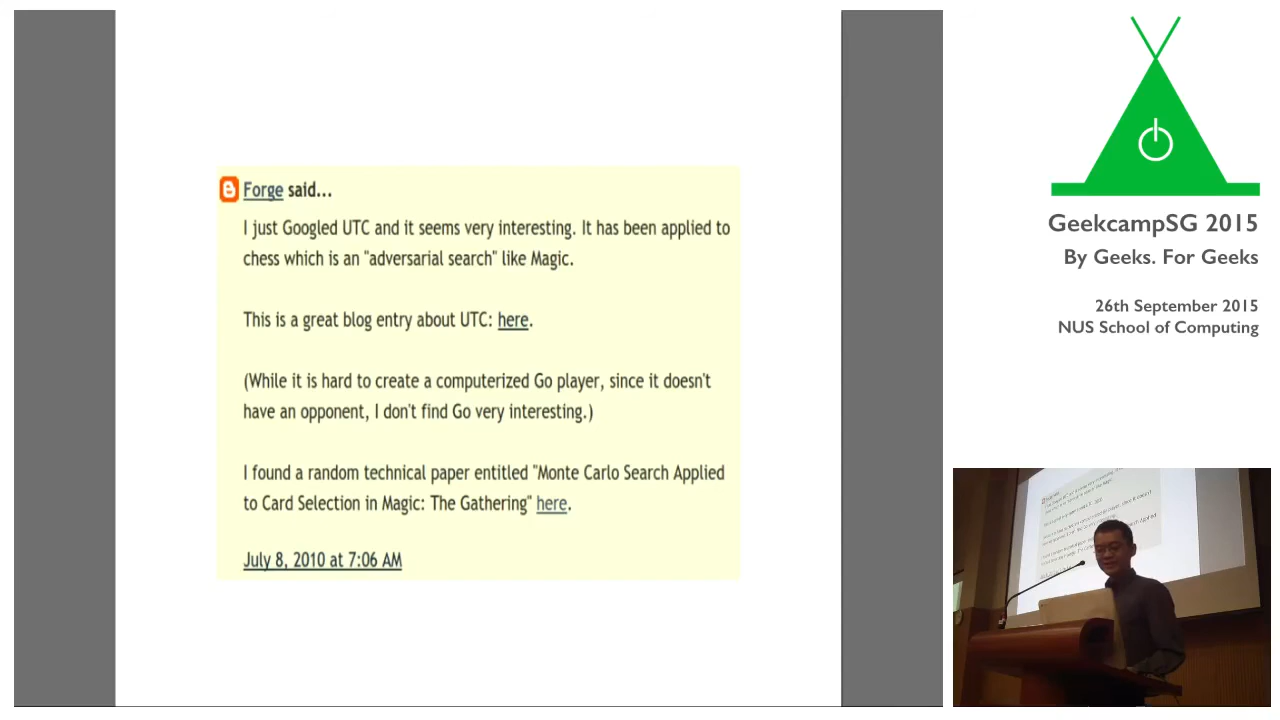 Forge said...
I just Googled UTC and it seems very interesting. It has been applied to
chess which is an "adversarial search" like Magic.
This is a great blog entry about UTC: here.
(While it is hard to create a computerized Go player, since it doesn't
have an opponent, I don't find Go very interesting.)
I found a random technical paper entitled "Monte Carlo Search Applied
to Card Selection in Magic: The Gathering" here.
July 8, 2010 at 7:06 AM
GeekcampSG 2015
By Geeks. For Geeks
26th September 2015
NUS School of Computing